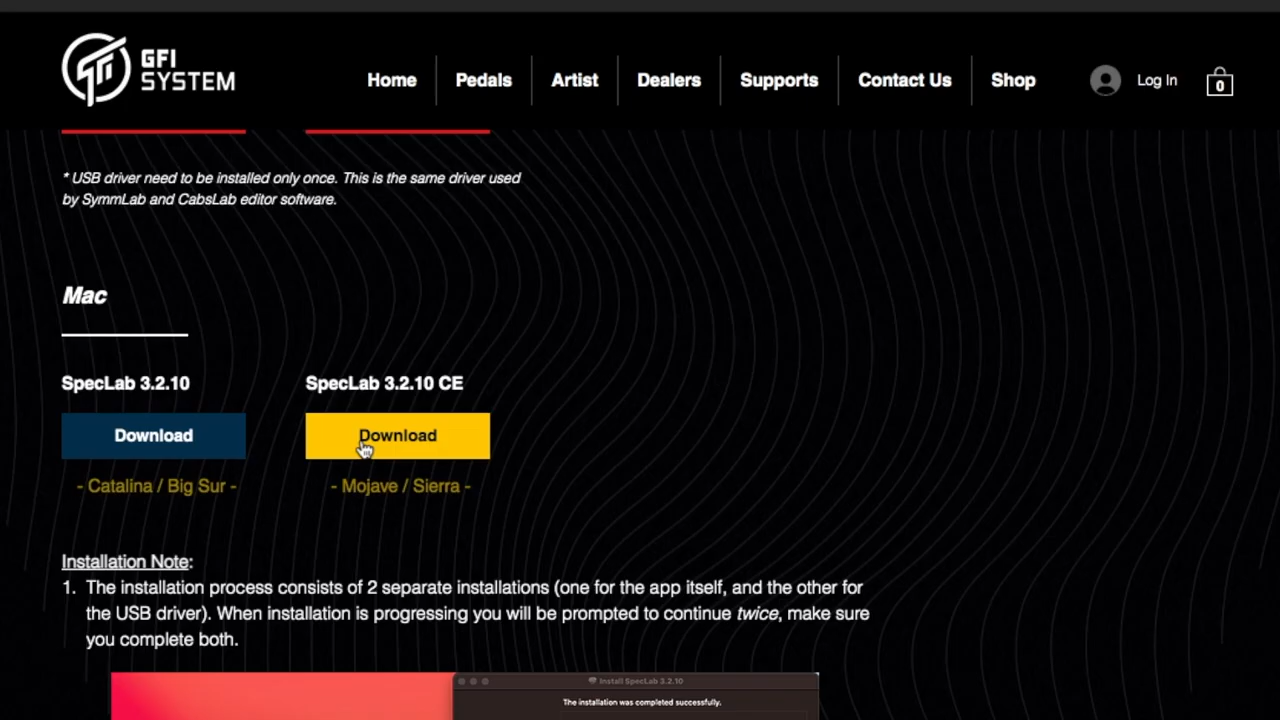 GFI
SYSTEM
Home
Pedals
Artist
Dealers
Supports
Contact Us
Shop
Log In
0
* USB driver need to be installed only once. This is the same driver used
by SymmLab and CabsLab editor software.
Mac
SpecLab 3.2.10
SpecLab 3.2.10 CE
Download
Download
- Catalina / Big Sur -
- Mojave / Sierra -
Installation Note:
1. The installation process consists of 2 separate installations (one for the app itself, and the other for
the USB driver). When installation is progressing you will be prompted to continue twice, make sure
you complete both.
Install SpecLab 3.2.10
The installation was completed successfully.